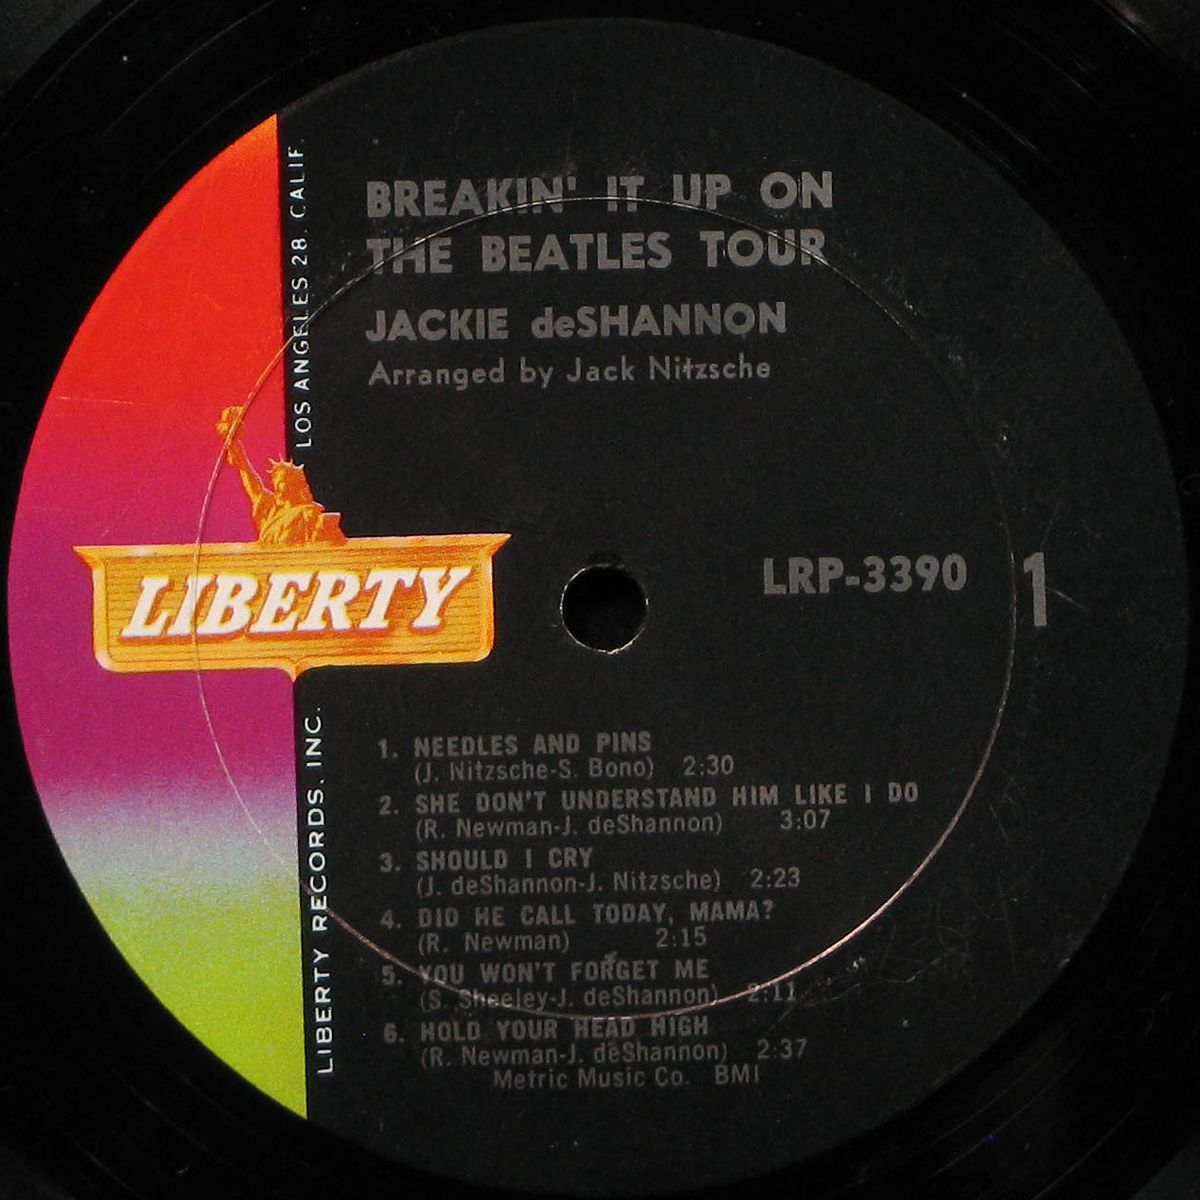 BREAKIN' IT UP ON
THE BEATLES TOUR
JACKIE deSHANNON
Arranged by Jack Nitzsche
LOS ANGELES 28. CALIF.
LIBERTY
LRP-3390 1
LIBERTY RECORDS. INC.
1. NEEDLES AND PINS
(J. Nitzsche-S. Bono) 2:30
2. SHE DON'T UNDERSTAND HIM LIKE I DO
(R. Newman-J. deShannon) 3:07
3. SHOULD I CRY
(J. deShannon-J. Nitzsche) 2:23
4. DID HE CALL TODAY, MAMA?
(R. Newman) 2:15
5. YOU WON'T FORGET ME
(S. Sheeley-J. deShannon) 2:11
6. HOLD YOUR HEAD HIGH
(R. Newman-J. deShannon) 2:37
Metric Music Co. BMI